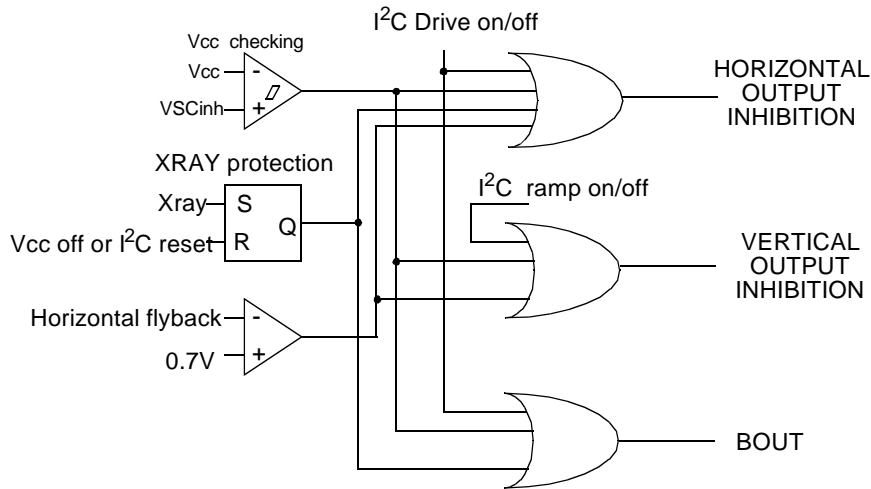 I²C Drive on/off
Vcc checking
Vcc
-
VSCinh
+
HORIZONTAL
OUTPUT
INHIBITION
XRAY protection
Xray
S
Q
Vcc off or I²C reset
R
I²C ramp on/off
VERTICAL
OUTPUT
INHIBITION
Horizontal flyback
-
0.7V
+
BOUT